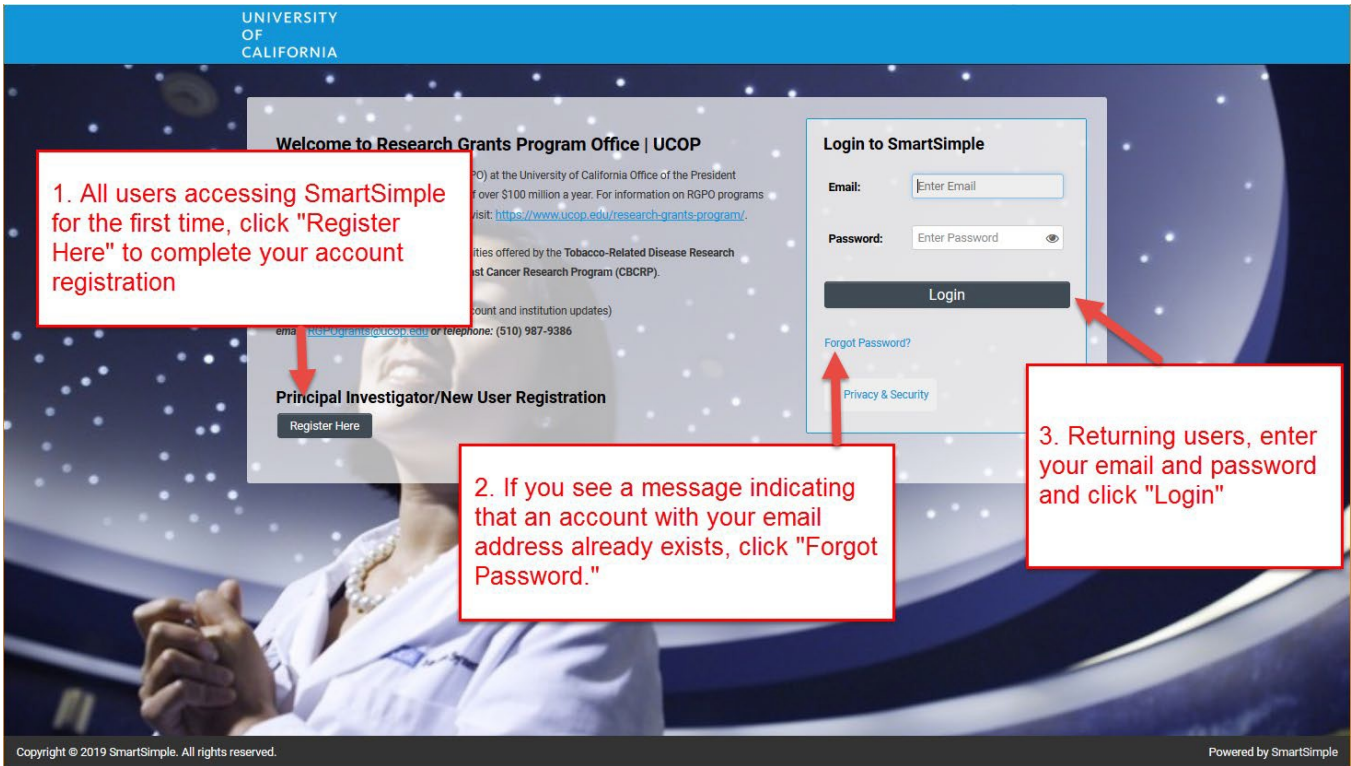 UNIVERSITY
OF
CALIFORNIA
Welcome to Research Grants Program Office | UCOP
PO) at the University of California Office of the President
f over $100 million a year. For information on RGPO programs
visit: https://www.ucop.edu/research-grants-program/.
ities offered by the Tobacco-Related Disease Research
st Cancer Research Program (CBCRP).
count and institution updates)
RGPOgrants@ucop.edu or telephone: (510) 987-9386
Principal Investigator/New User Registration
Register Here
Login to SmartSimple
Email:
Enter Email
Password:
Enter Password
Login
Forgot Password?
Privacy & Security
1. All users accessing SmartSimple
for the first time, click "Register
Here" to complete your account
registration
2. If you see a message indicating
that an account with your email
address already exists, click "Forgot
Password."
3. Returning users, enter
your email and password
and click "Login"
Copyright © 2019 SmartSimple. All rights reserved.
Powered by SmartSimple